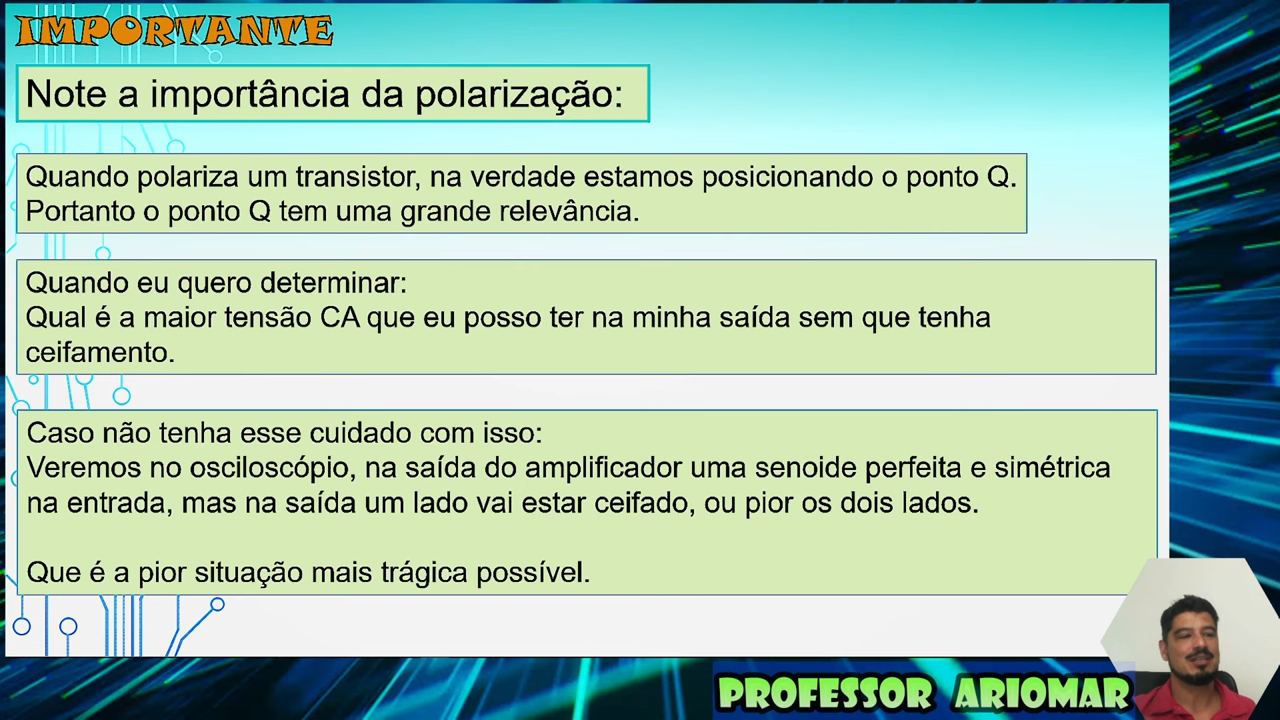 IMPORTANTE
Note a importância da polarização:
Quando polariza um transistor, na verdade estamos posicionando o ponto Q.
Portanto o ponto Q tem uma grande relevância.
Quando eu quero determinar:
Qual é a maior tensão CA que eu posso ter na minha saída sem que tenha
ceifamento.
Caso não tenha esse cuidado com isso:
Veremos no osciloscópio, na saída do amplificador uma senoide perfeita e simétrica
na entrada, mas na saída um lado vai estar ceifado, ou pior os dois lados.
Que é a pior situação mais trágica possível.
PROFESSOR ARIOMAR